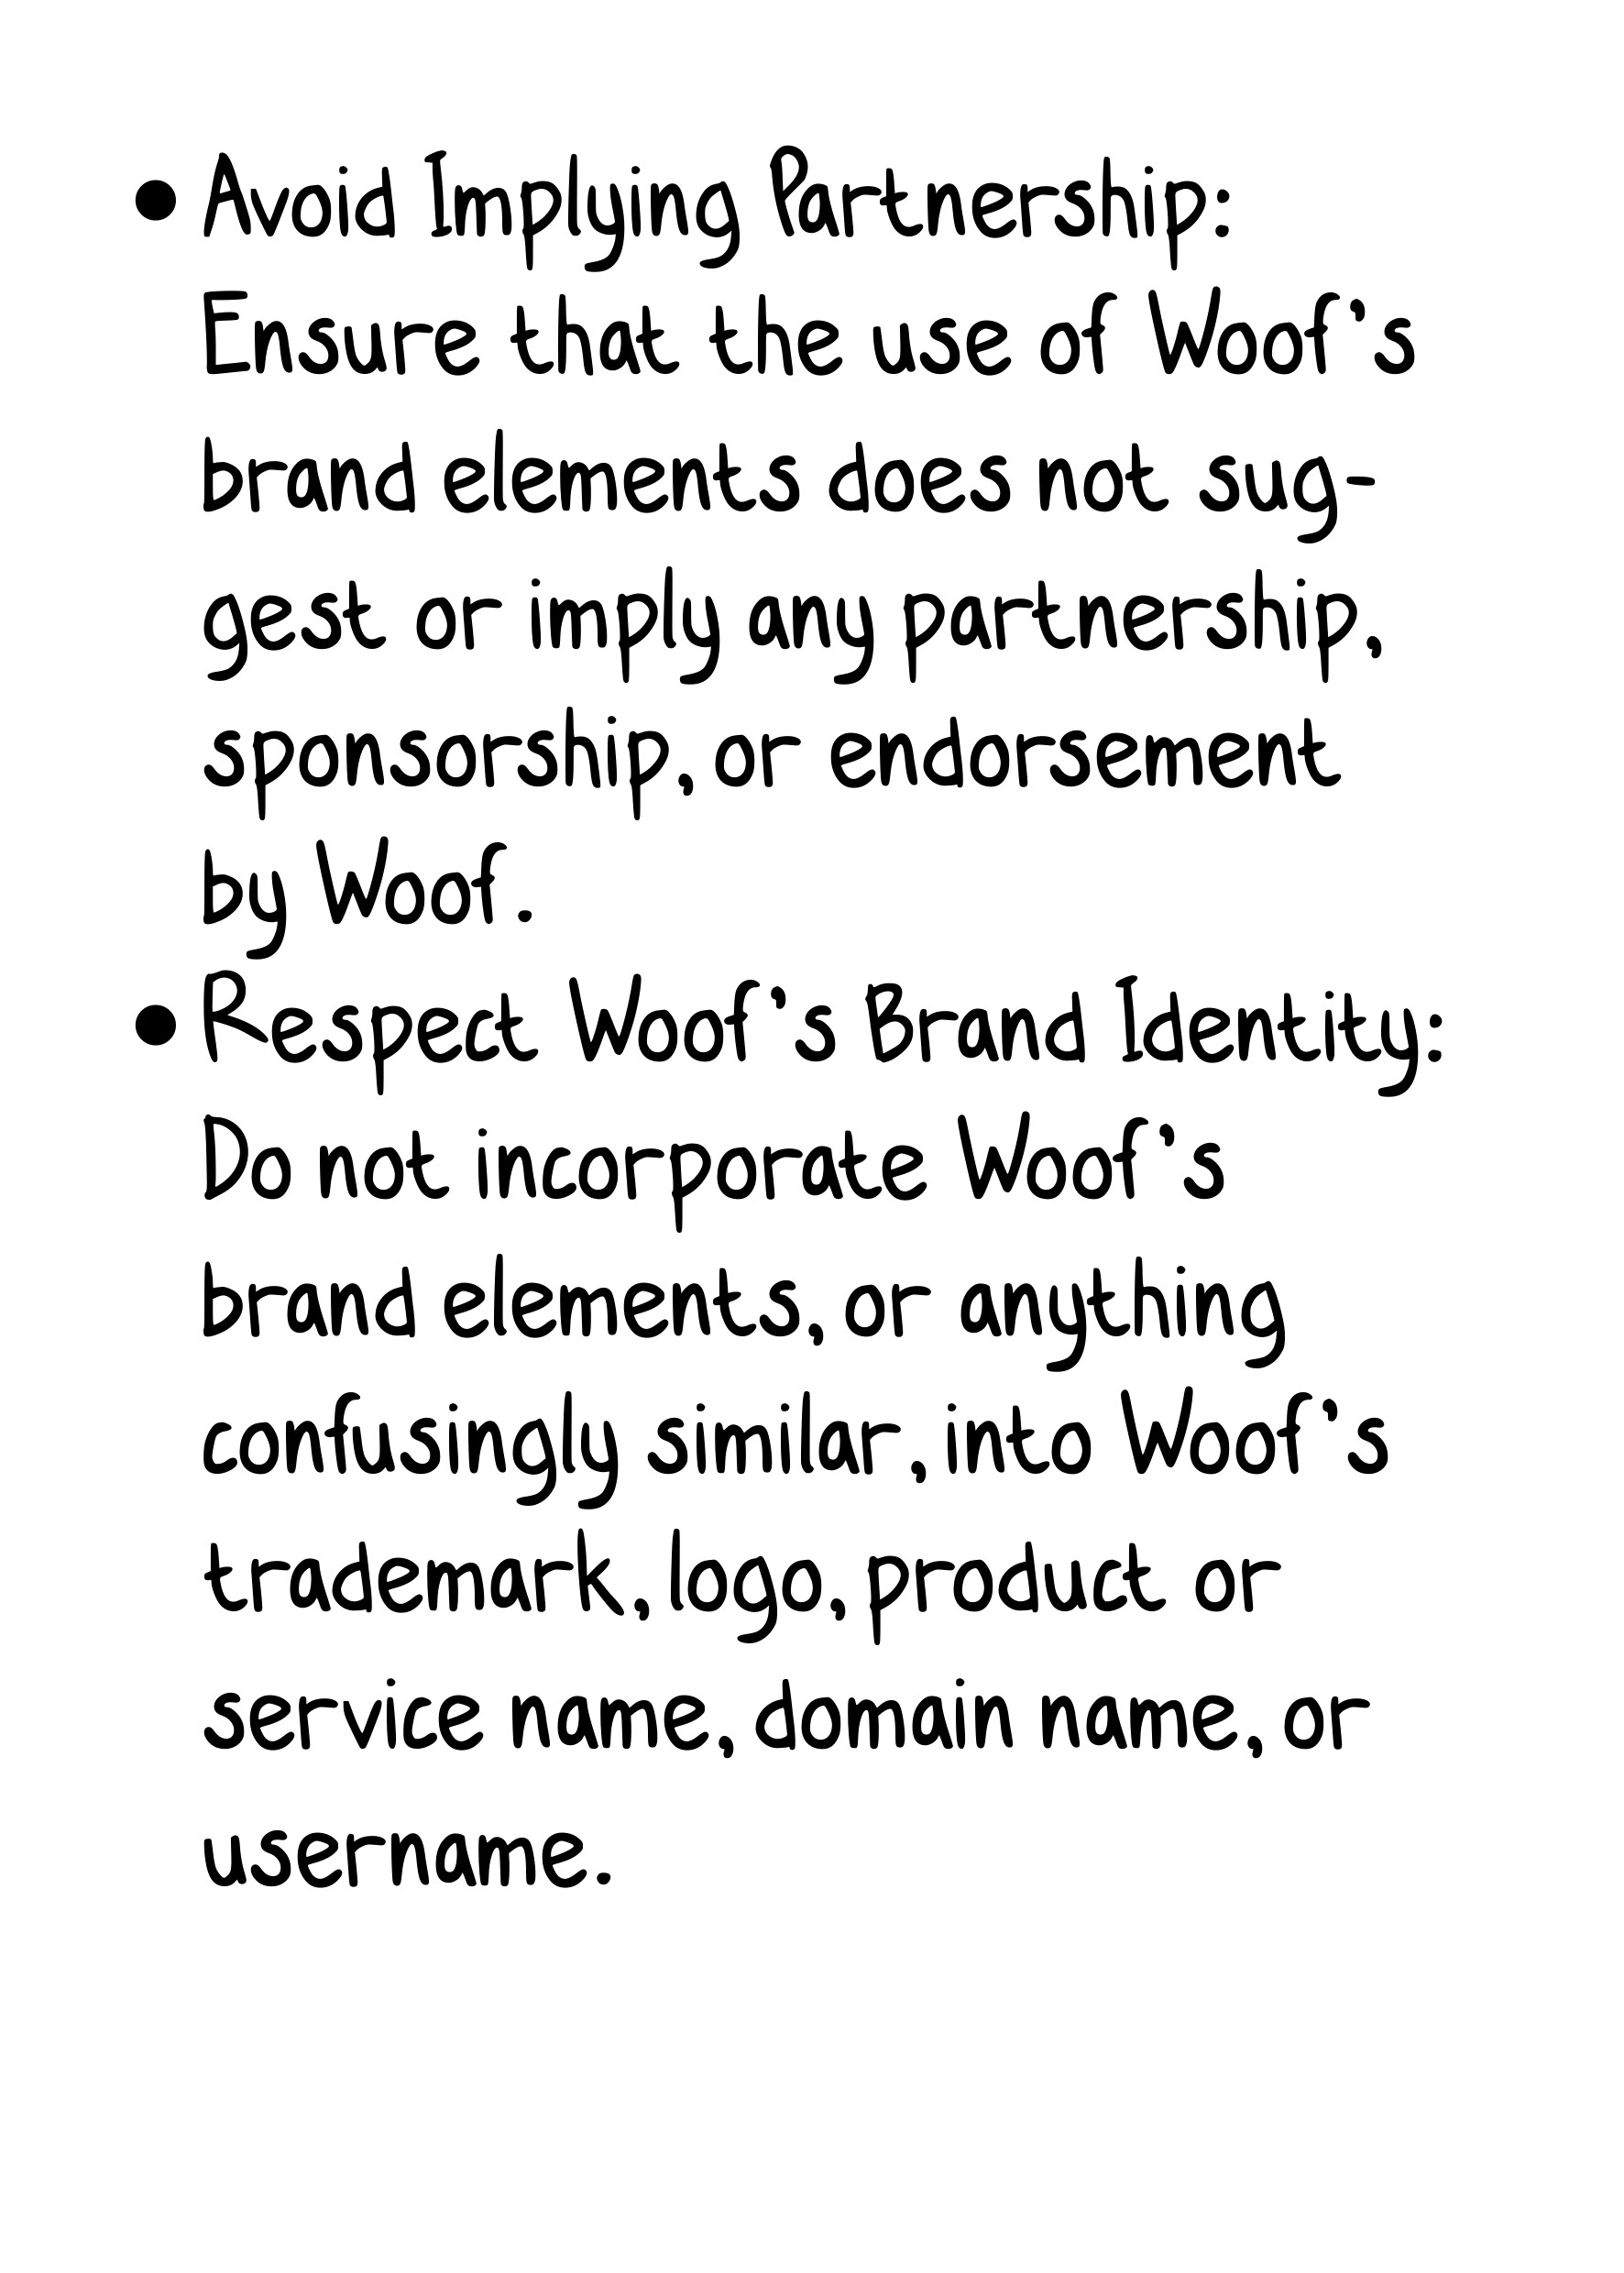 • Avoid Implying Partnership:
Ensure that the use of Woof's
brand elements does not sug-
gest or imply any partnership,
sponsorship, or endorsement
by Woof.
• Respect Woof's Brand Identity:
Do not incorporate Woof's
brand elements, or anything
confusingly similar, into Woof's
trademark, logo, product or
service name, domain name, or
username.